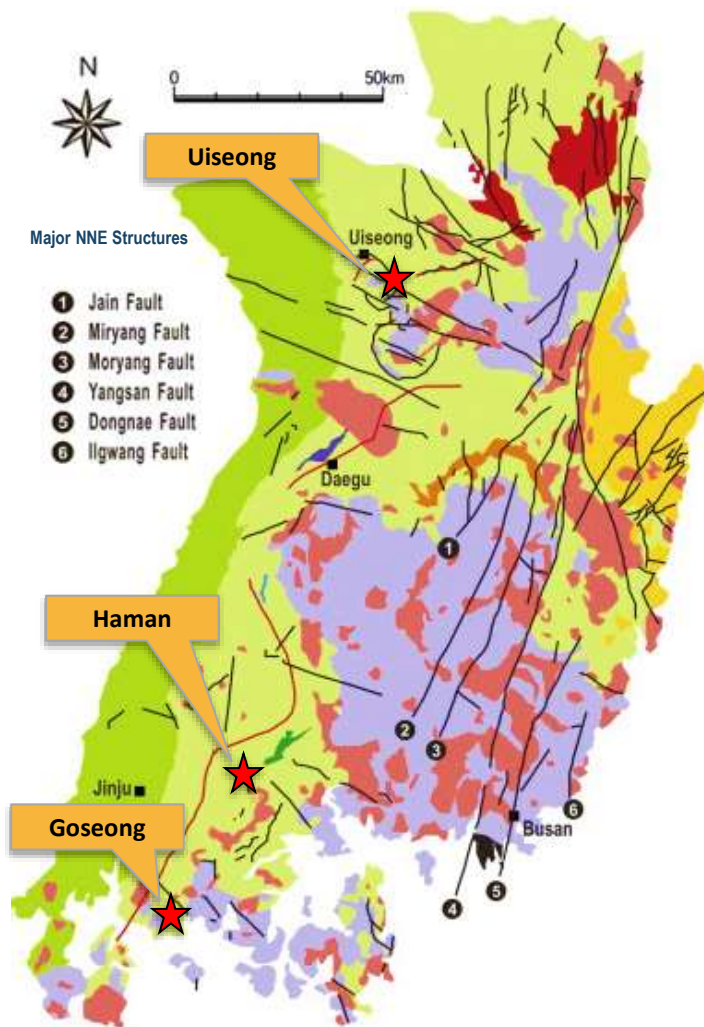 N
0
50km
Uiseong
Major NNE Structures
Uiseong
1 Jain Fault
2 Miryang Fault
3 Moryang Fault
4 Yangsan Fault
5 Dongnae Fault
6 Ilgwang Fault
Daegu
1
Haman
2
3
Jinju
6
Goseong
Busan
4
5